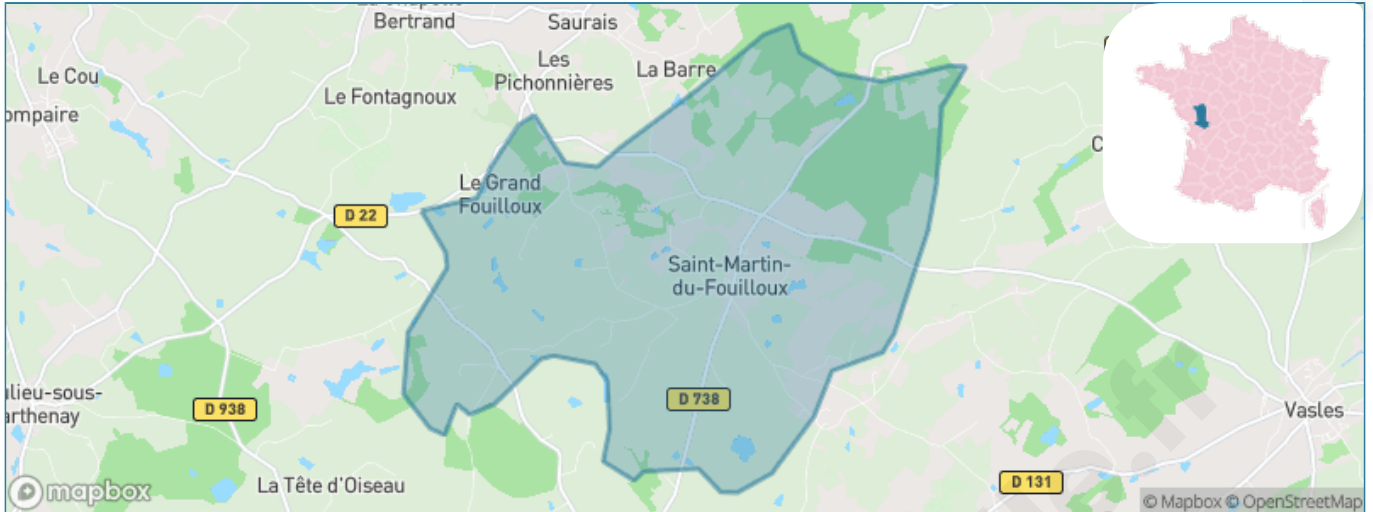 Bertrand
Saurais
Le Cou
Les
Pichonnières
La Barre
Le Fontagnoux
ompaire
Le Grand
Fouilloux
D 22
Saint-Martin-
du-Fouilloux
ulieu-sous-
arthenay
D 938
D 738
Vasles
La Tête d'Oiseau
D 131
mapbox
© Mapbox © OpenStreetMap